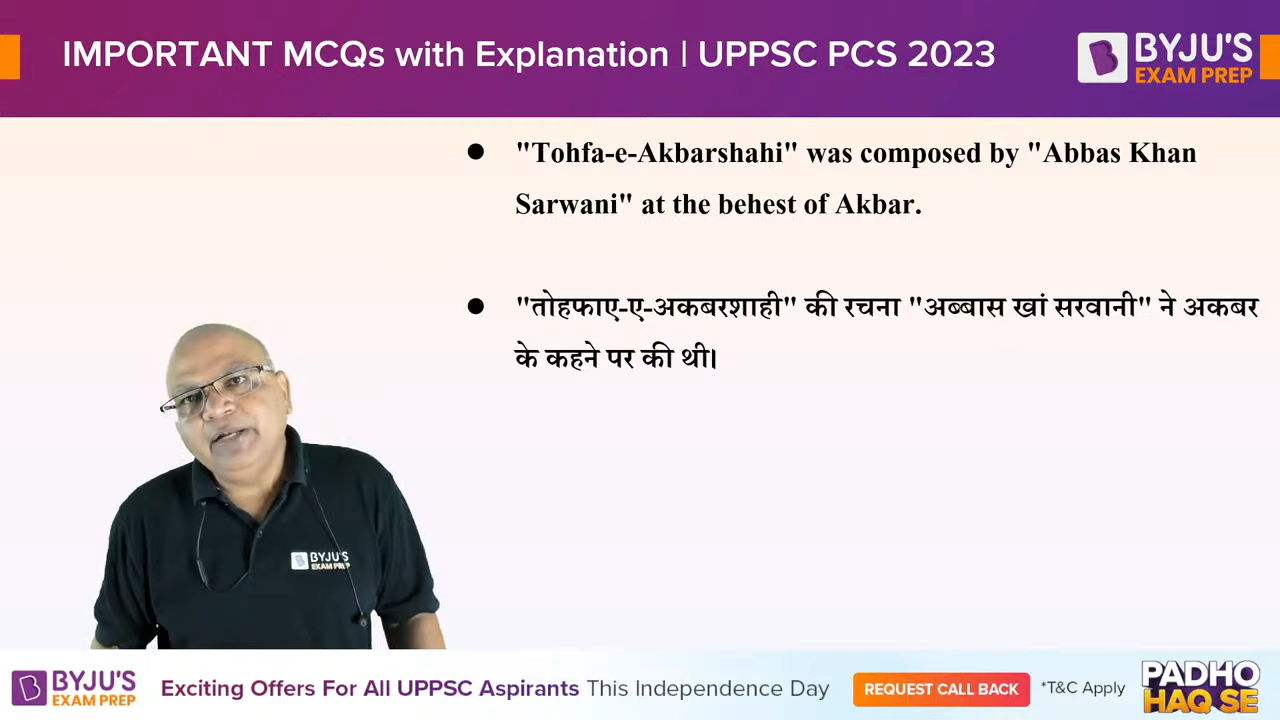 IMPORTANT MCQs with Explanation | UPPSC PCS 2023
BYJU'S
EXAM PREP
"Tohfa-e-Akbarshahi" was composed by "Abbas Khan
Sarwani" at the behest of Akbar.
"तोहफाए-ए-अकबरशाही" की रचना "अब्बास खां सरवानी" ने अकबर
के कहने पर की थी।
BYJU'S
EXAM PREP
BYJU'S
EXAM PREP
Exciting Offers For All UPPSC Aspirants This Independence Day
REQUEST CALL BACK
*T&C Apply
PADHO
HAQ SE